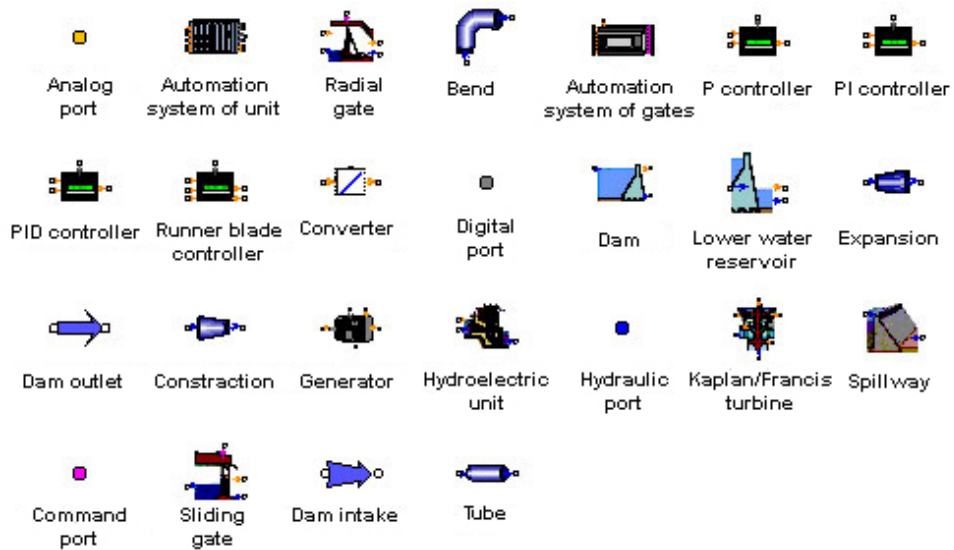 Analog
port
Automation
system of unit
Radial
gate
Bend
Automation
system of gates
P controller
PI controller
PID controller
Runner blade
controller
Converter
Digital
port
Dam
Lower water
reservoir
Expansion
Dam outlet
Constraction
Generator
Hydroelectric
unit
Hydraulic
port
Kaplan/Francis
turbine
Spillway
Command
port
Sliding
gate
Dam intake
Tube